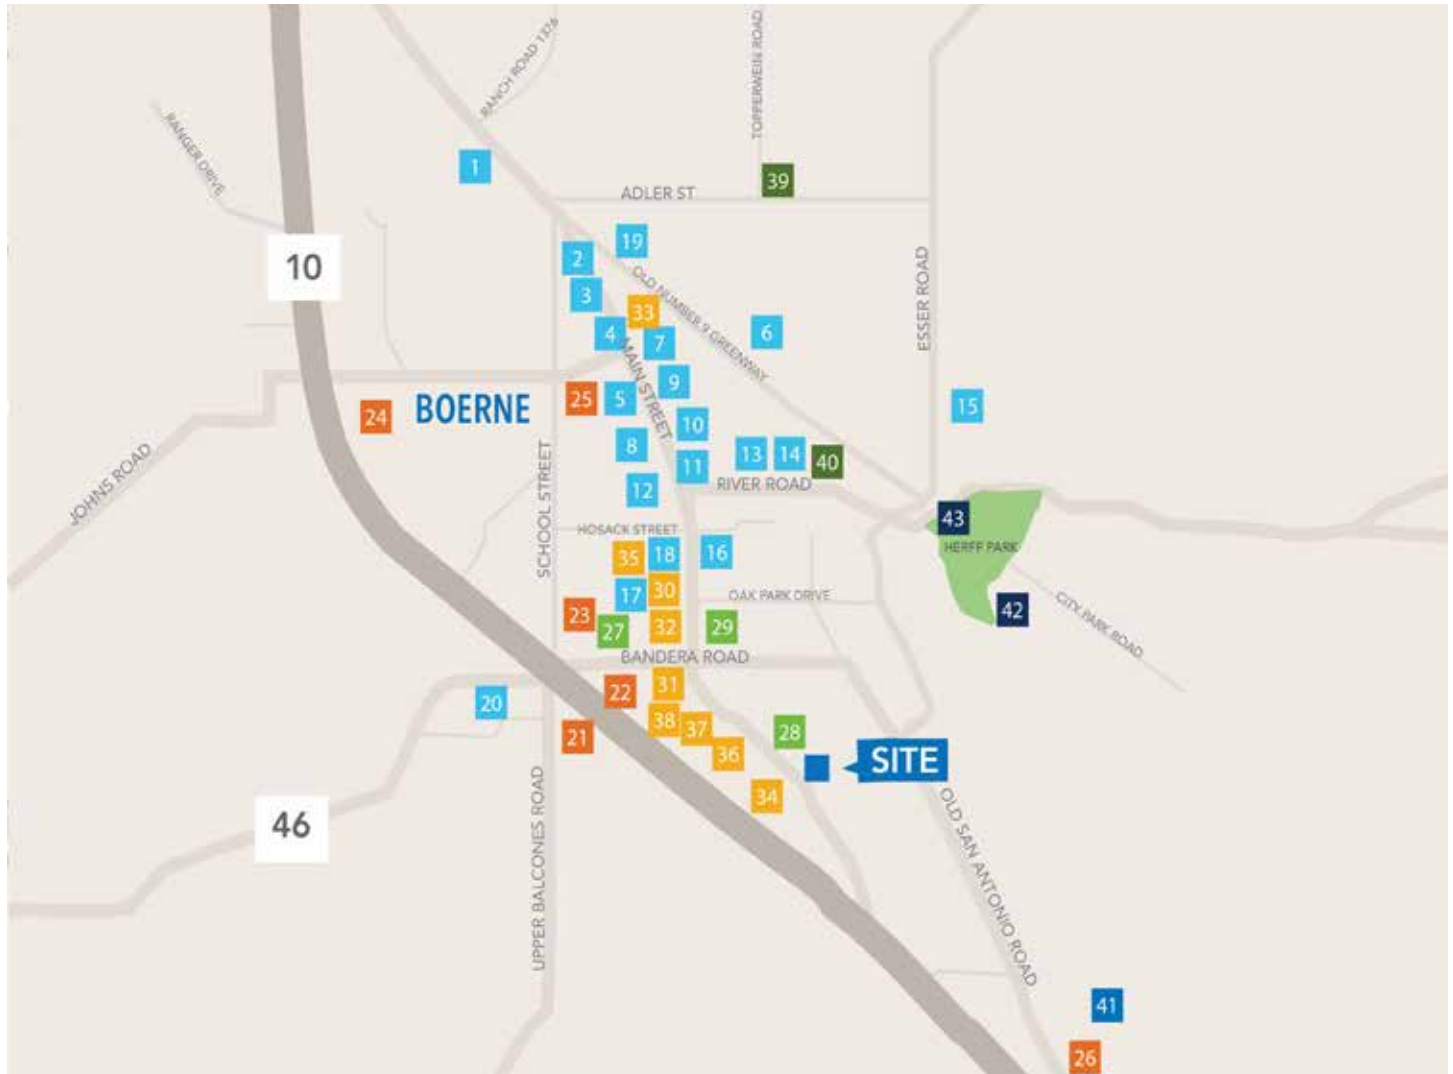 RANCH ROAD 1376
TOPPERWEIN ROAD
RANGER DRIVE
1
39
ADLER ST
19
2
10
3
OLD NUMBER 9 GREENWAY
ESSER ROAD
33
4
7
6
MAIN STREET
9
25
5
BOERNE
24
15
10
8
11
13
14
40
JOHNS ROAD
SCHOOL STREET
12
RIVER ROAD
43
HOSACK STREET
HERFF PARK
35
18
16
17
30
OAK PARK DRIVE
CITY PARK ROAD
42
23
27
32
29
BANDERA ROAD
20
22
31
21
38
37
28
36
SITE
34
46
UPPER BALCONES ROAD
OLD SAN ANTONIO ROAD
41
26